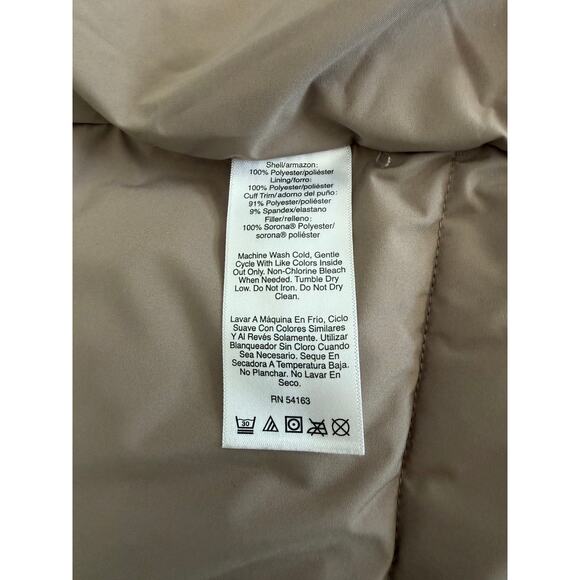 Shell/armazon:
100% Polyester/poliéster
Lining/forro:
100% Polyester/poliéster
Cuff Trim/adorno del puño:
91% Polyester/poliéster
9% Spandex/elastano
Filler/relleno:
100% Sorona® Polyester/
sorona® poliéster
Machine Wash Cold, Gentle
Cycle With Like Colors Inside
Out Only. Non-Chlorine Bleach
When Needed. Tumble Dry
Low. Do Not Iron. Do Not Dry
Clean.
Lavar A Máquina En Frio, Ciclo
Suave Con Colores Similares
Y Al Revés Solamente. Utilizar
Blanqueador Sin Cloro Cuando
Sea Necesario. Seque En
Secadora A Temperatura Baja.
No Planchar. No Lavar En
Seco.
RN 54163
30